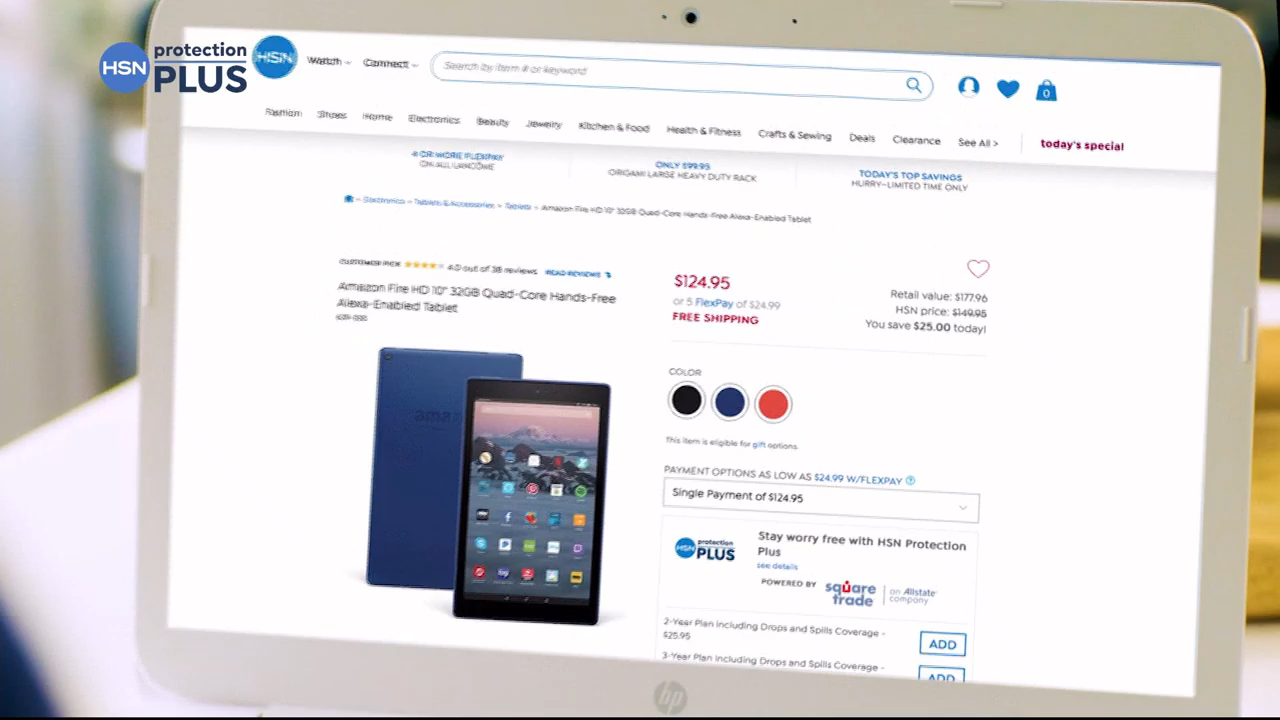 HSN protection PLUS
HSN
Watch
Connect
Search by item # or keyword
0
Fashion
Shoes
Home
Electronics
Beauty
Jewelry
Kitchen & Food
Health & Fitness
Crafts & Sewing
Deals
Clearance
See All >
today's special
4 OR MORE FLEXPAY
ON ALL LANCOME
ONLY $99.95
ORIGAMI LARGE HEAVY DUTY RACK
TODAY'S TOP SAVINGS
HURRY–LIMITED TIME ONLY
Electronics > Tablets & Accessories > Tablets > Amazon Fire HD 10" 32GB Quad-Core Hands-Free Alexa-Enabled Tablet
CUSTOMER PICK 4.0 out of 38 reviews READ REVIEWS
Amazon Fire HD 10" 32GB Quad-Core Hands-Free
Alexa-Enabled Tablet
$124.95
or 5 FlexPay of $24.99
FREE SHIPPING
Retail value: $177.96
HSN price: $149.95
You save $25.00 today!
COLOR
This item is eligible for gift options.
PAYMENT OPTIONS AS LOW AS $24.99 W/FLEXPAY ?
Single Payment of $124.95
HSN protection PLUS
Stay worry free with HSN Protection
Plus
see details
POWERED BY square trade | an Allstate company
2-Year Plan Including Drops and Spills Coverage -
$25.95
ADD
3-Year Plan Including Drops and Spills Coverage -
ADD
hp